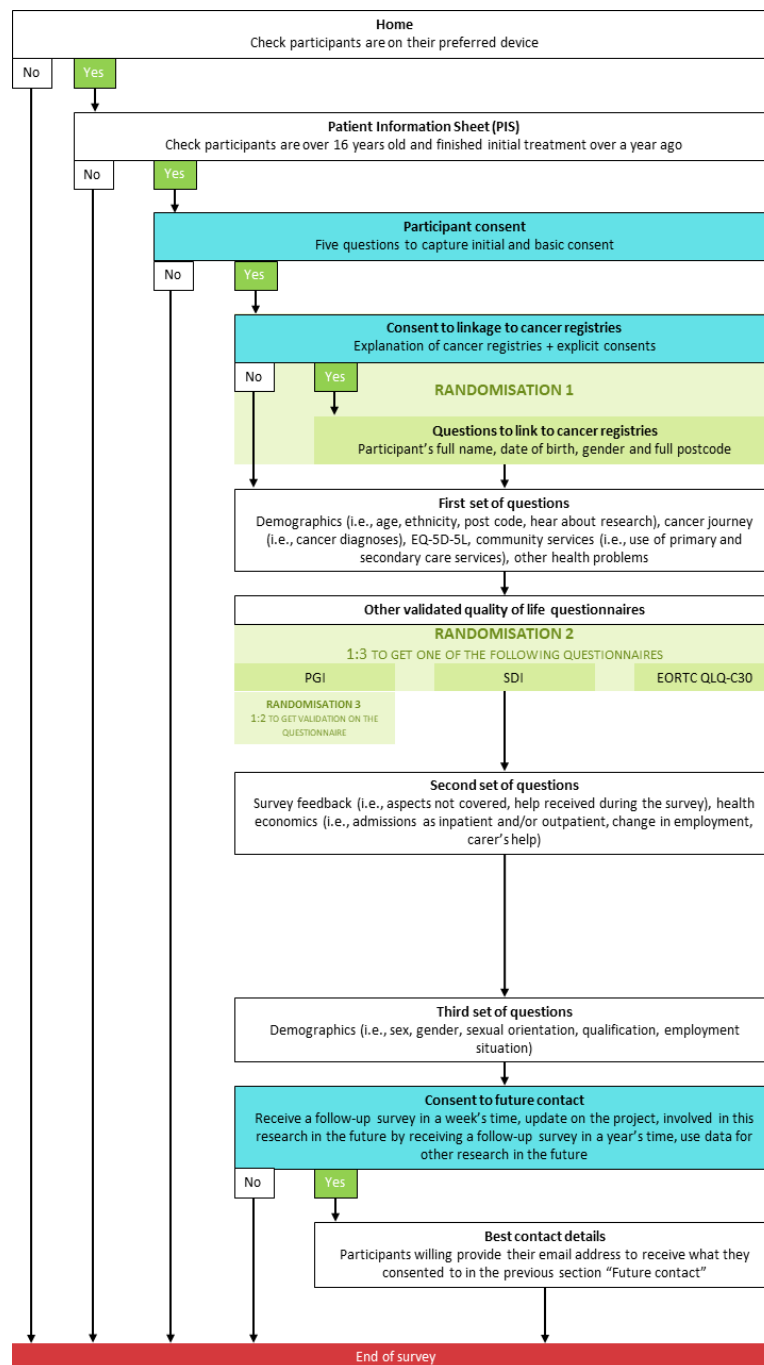 Home
Check participants are on their preferred device
No
Yes
Patient Information Sheet (PIS)
Check participants are over 16 years old and finished initial treatment over a year ago
No
Yes
Participant consent
Five questions to capture initial and basic consent
No
Yes
Consent to linkage to cancer registries
Explanation of cancer registries + explicit consents
No
Yes
RANDOMISATION 1
Questions to link to cancer registries
Participant's full name, date of birth, gender and full postcode
First set of questions
Demographics (i.e., age, ethnicity, post code, hear about research), cancer journey
(i.e., cancer diagnoses), EQ-5D-5L, community services (i.e., use of primary and
secondary care services), other health problems
Other validated quality of life questionnaires
RANDOMISATION 2
1:3 TO GET ONE OF THE FOLLOWING QUESTIONNAIRES
PGI
SDI
EORTC QLQ-C30
RANDOMISATION 3
1:2 TO GET VALIDATION ON THE
QUESTIONNAIRE
Second set of questions
Survey feedback (i.e., aspects not covered, help received during the survey), health
economics (i.e., admissions as inpatient and/or outpatient, change in employment,
carer's help)
Third set of questions
Demographics (i.e., sex, gender, sexual orientation, qualification, employment
situation)
Consent to future contact
Receive a follow-up survey in a week's time, update on the project, involved in this
research in the future by receiving a follow-up survey in a year's time, use data for
other research in the future
No
Yes
Best contact details
Participants willing provide their email address to receive what they
consented to in the previous section "Future contact"
End of survey